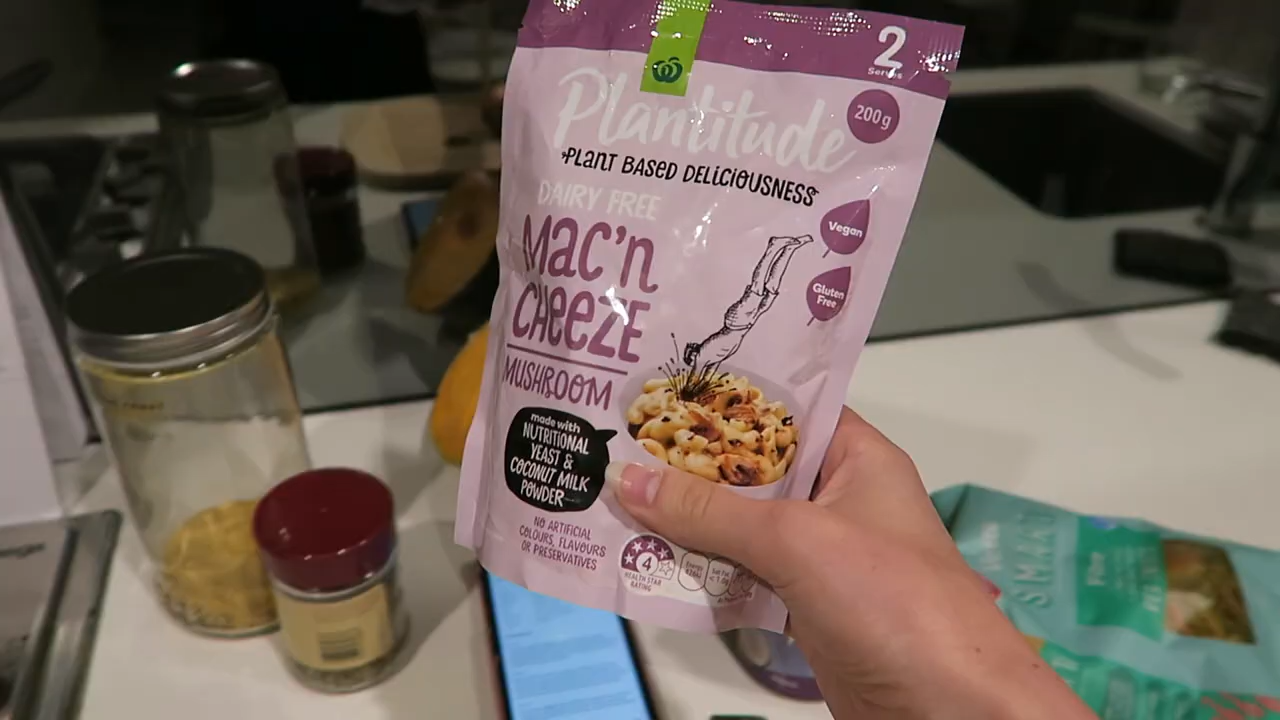 2
Serves
200g
Plantitude
PLANT BASED DELICIOUSNESS
DAIRY FREE
Mac'n
CHeeZE
MUSHROOM
Vegan
Gluten
Free
made with
NUTRITIONAL
YEAST &
COCONUT MILK
POWDER
NO ARTIFICIAL
COLOURS, FLAVOURS
OR PRESERVATIVES
4
HEALTH STAR
RATING
SMART